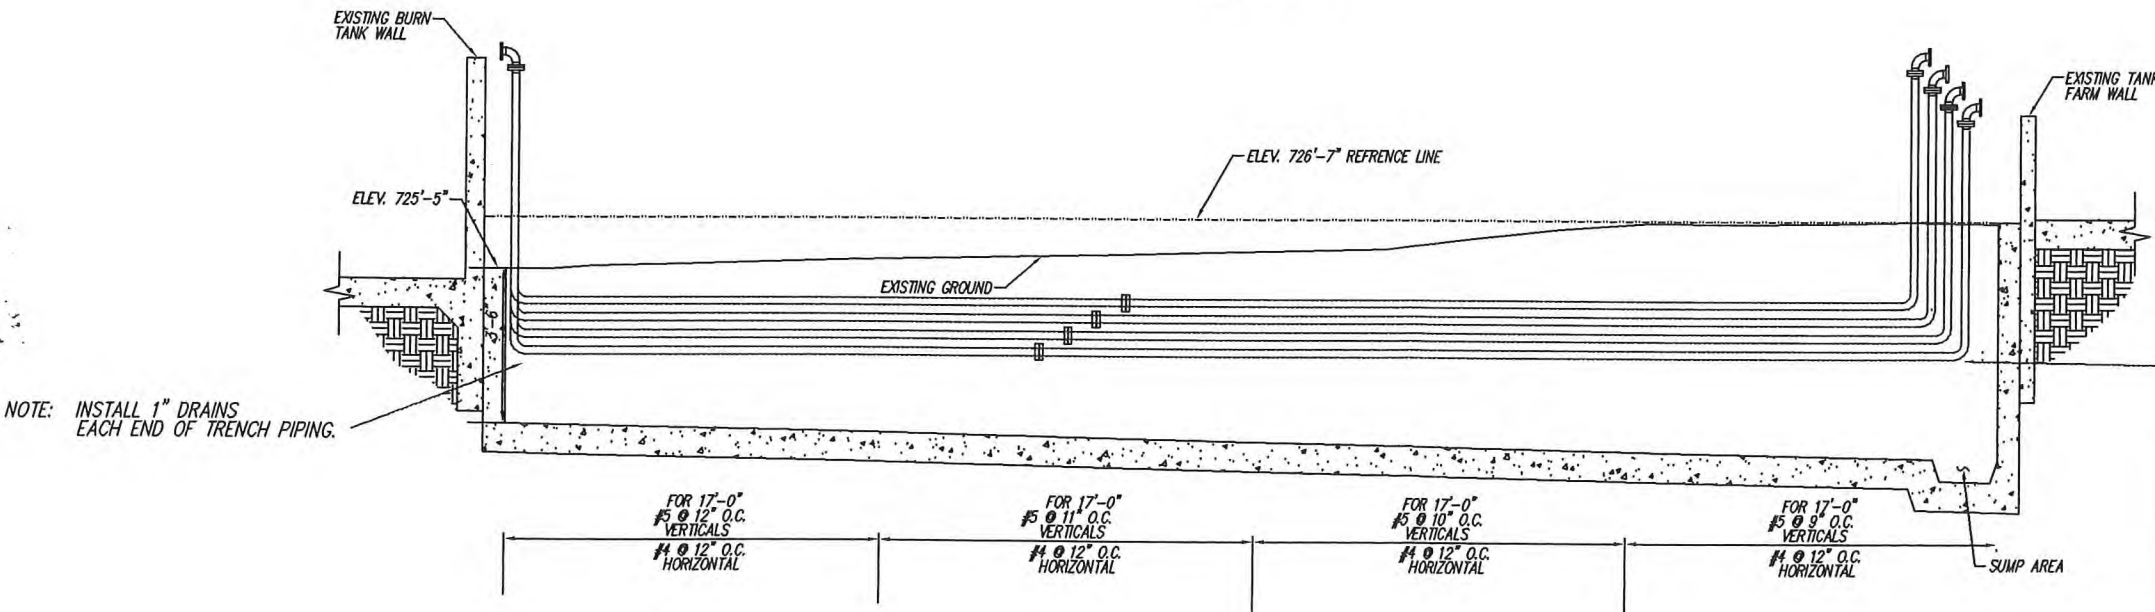 EXISTING BURN
TANK WALL
EXISTING TANK
FARM WALL
ELEV. 726'-7" REFRENCE LINE
ELEV. 725'-5"
EXISTING GROUND
3'-6"
NOTE: INSTALL 1" DRAINS
EACH END OF TRENCH PIPING.
FOR 17'-0"
#5 @ 12" O.C.
VERTICALS
#4 @ 12" O.C.
HORIZONTAL
FOR 17'-0"
#5 @ 11" O.C.
VERTICALS
#4 @ 12" O.C.
HORIZONTAL
FOR 17'-0"
#5 @ 10" O.C.
VERTICALS
#4 @ 12" O.C.
HORIZONTAL
FOR 17'-0"
#5 @ 9" O.C.
VERTICALS
#4 @ 12" O.C.
HORIZONTAL
SUMP AREA